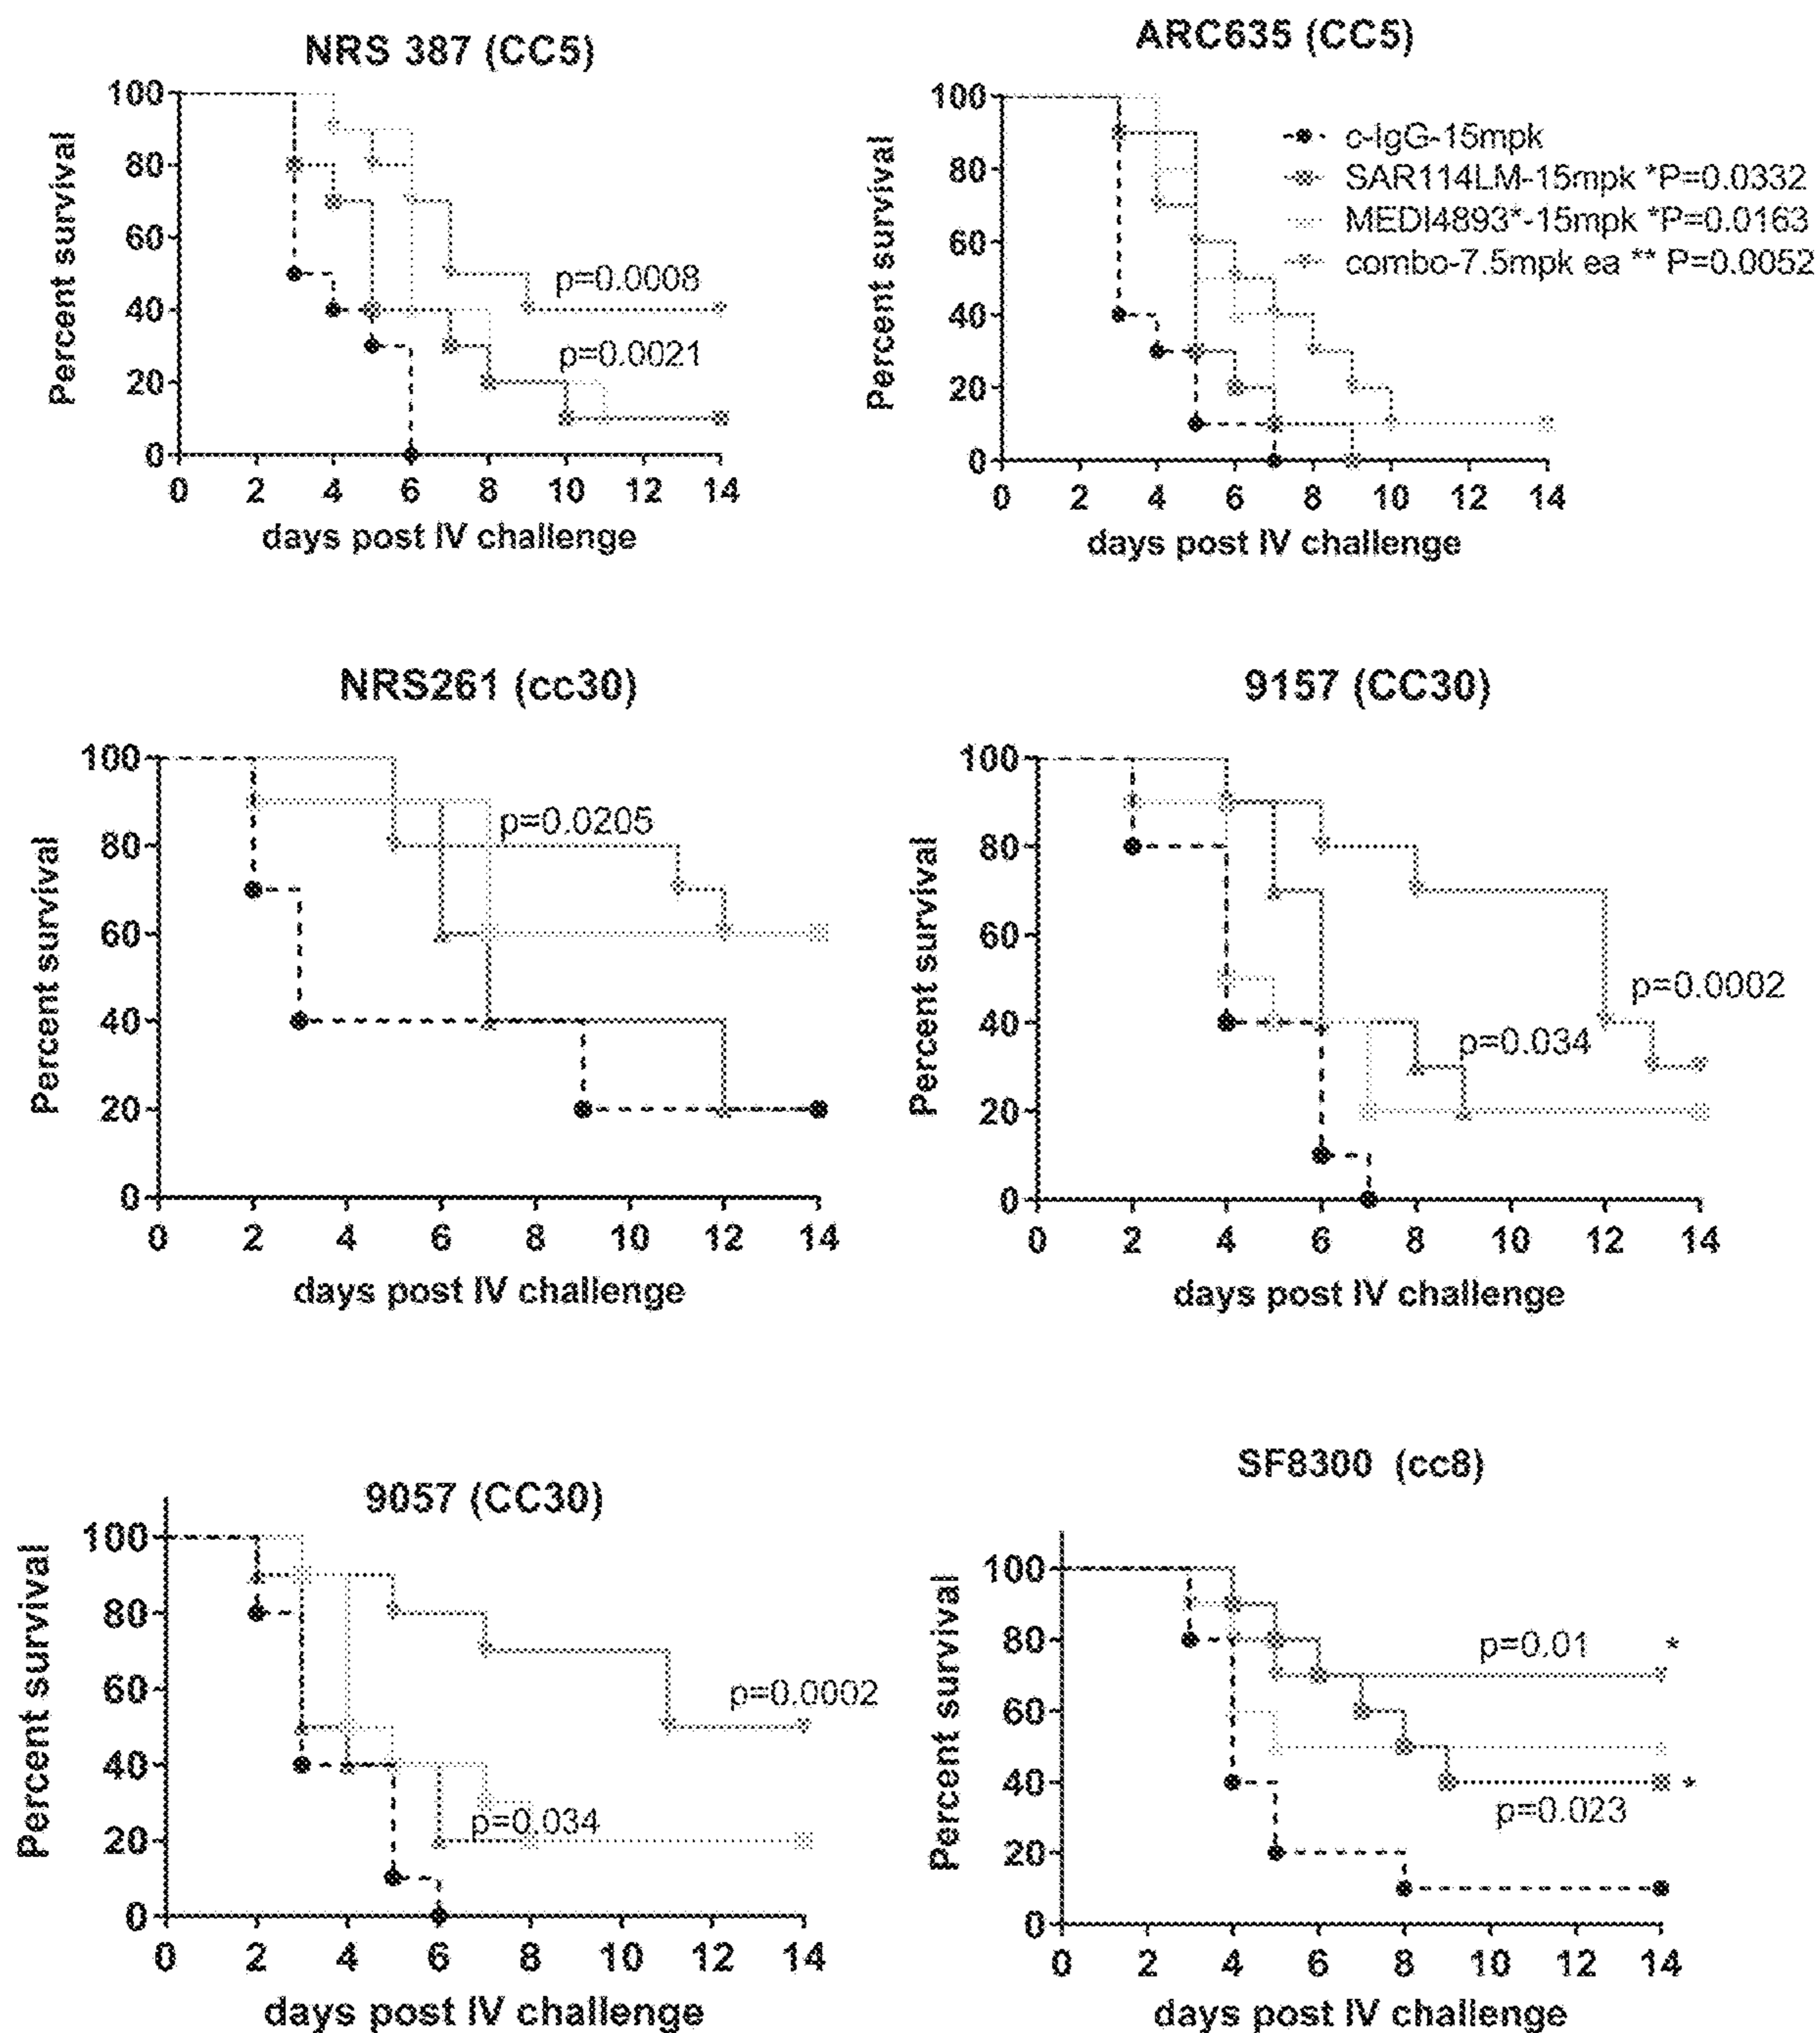 NRS 387 (CC5)
Percent survival
100
80
60
40
20
0
p=0.0008
p=0.0021
0 2 4 6 8 10 12 14
days post IV challenge
ARC635 (CC5)
Percent survival
100
80
60
40
20
0
c-IgG-15mpk
SAR114LM-15mpk *P=0.0332
MEDI4893*-15mpk *P=0.0163
combo-7.5mpk ea ** P=0.0052
0 2 4 6 8 10 12 14
days post IV challenge
NRS261 (cc30)
Percent survival
100
80
60
40
20
0
p=0.0205
0 2 4 6 8 10 12 14
days post IV challenge
9157 (CC30)
Percent survival
100
80
60
40
20
0
p=0.0002
p=0.034
0 2 4 6 8 10 12 14
days post IV challenge
9057 (CC30)
Percent survival
100
80
60
40
20
0
p=0.0002
p=0.034
0 2 4 6 8 10 12 14
days post IV challenge
SF8300 (cc8)
Percent survival
100
80
60
40
20
0
p=0.01 *
*
p=0.023
0 2 4 6 8 10 12 14
days post IV challenge